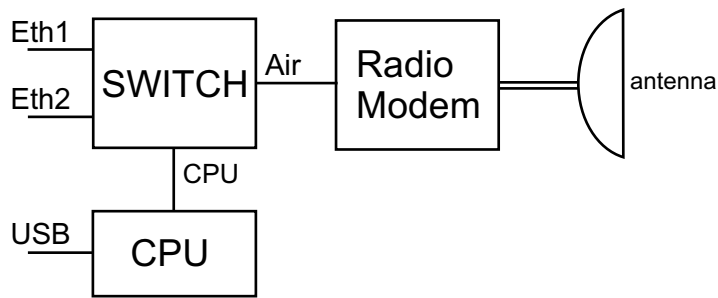 Eth1
Eth2
SWITCH
Air
Radio
Modem
antenna
CPU
USB
CPU